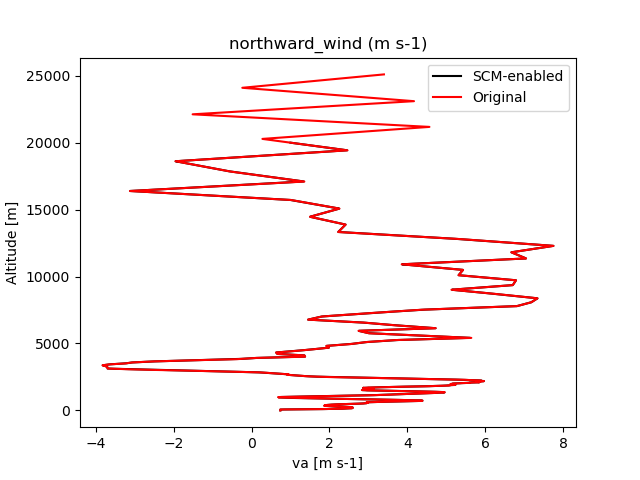 northward_wind (m s-1)
SCM-enabled
Original
25000
20000
15000
10000
5000
0
Altitude [m]
−4
−2
0
2
4
6
8
va [m s-1]